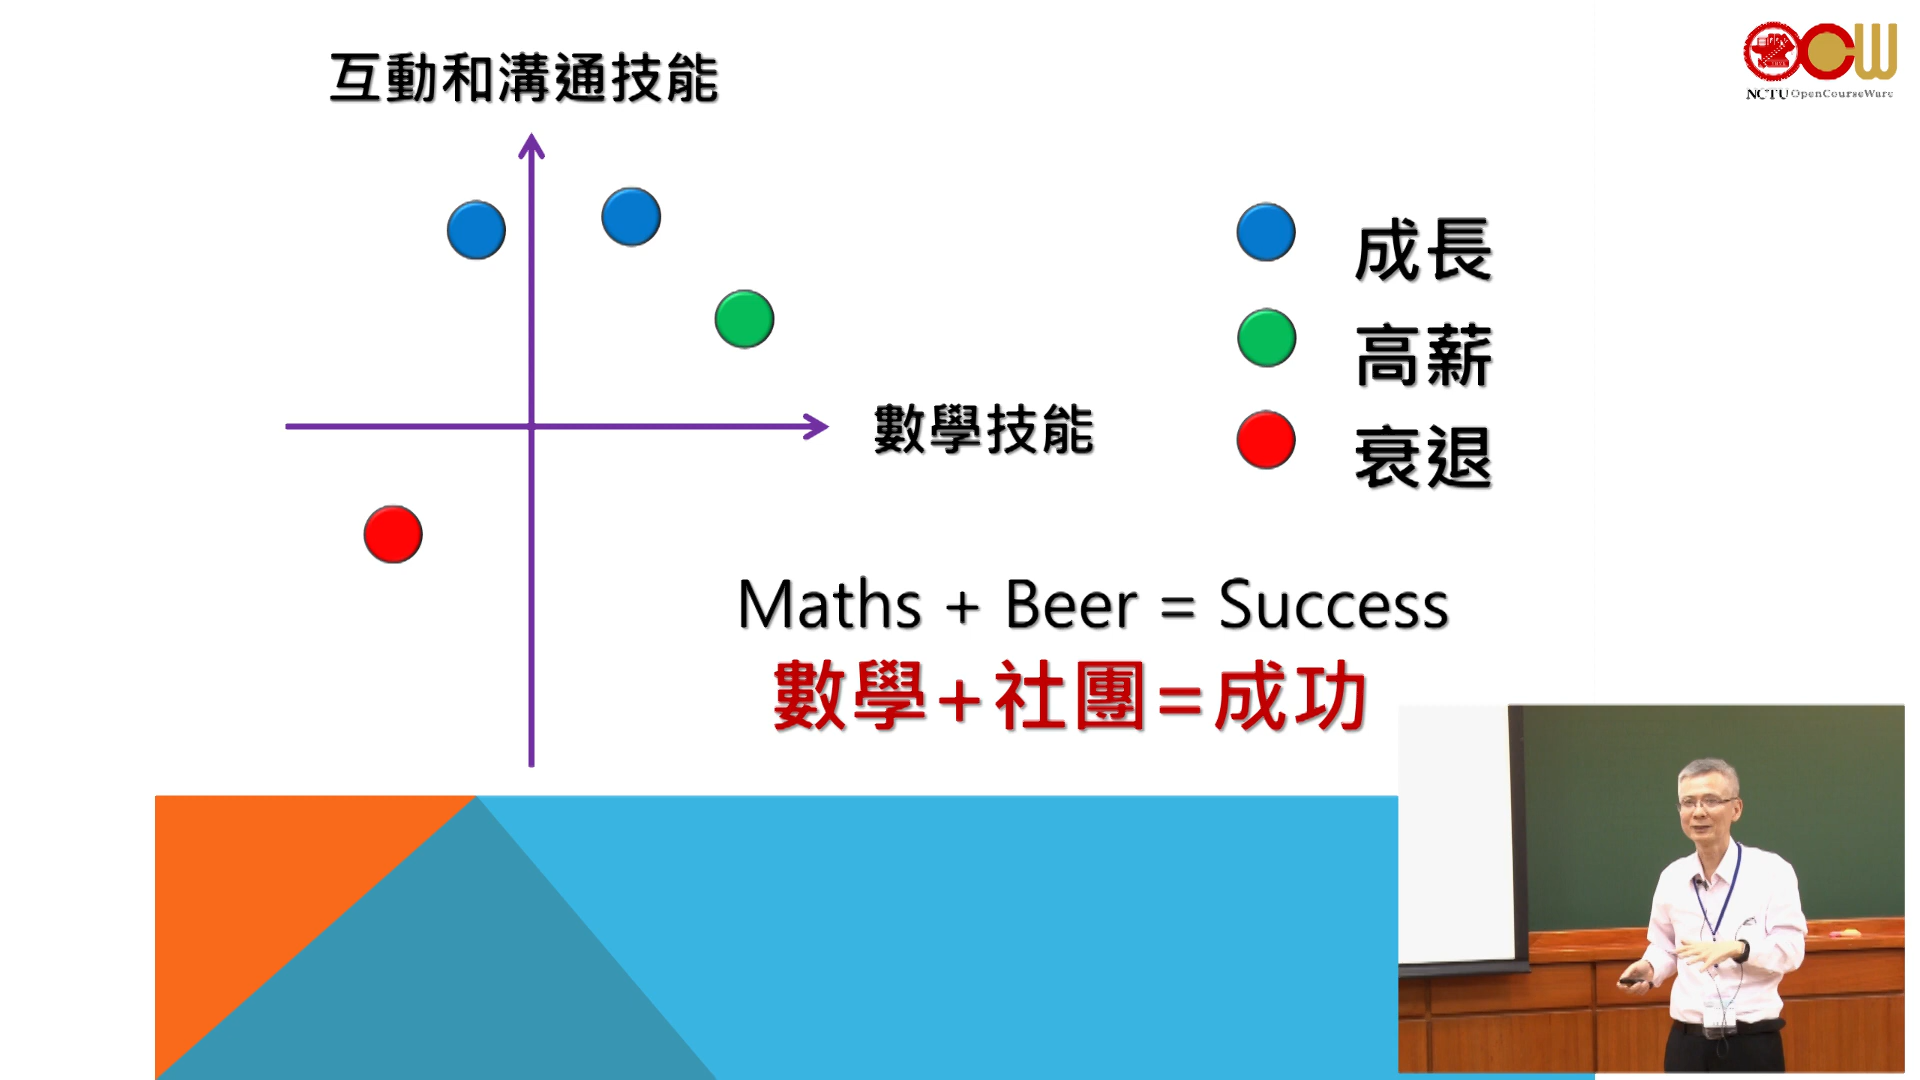 互動和溝通技能
NCTU OpenCourseWare
成長
高薪
數學技能
衰退
Maths + Beer = Success
數學+社團=成功